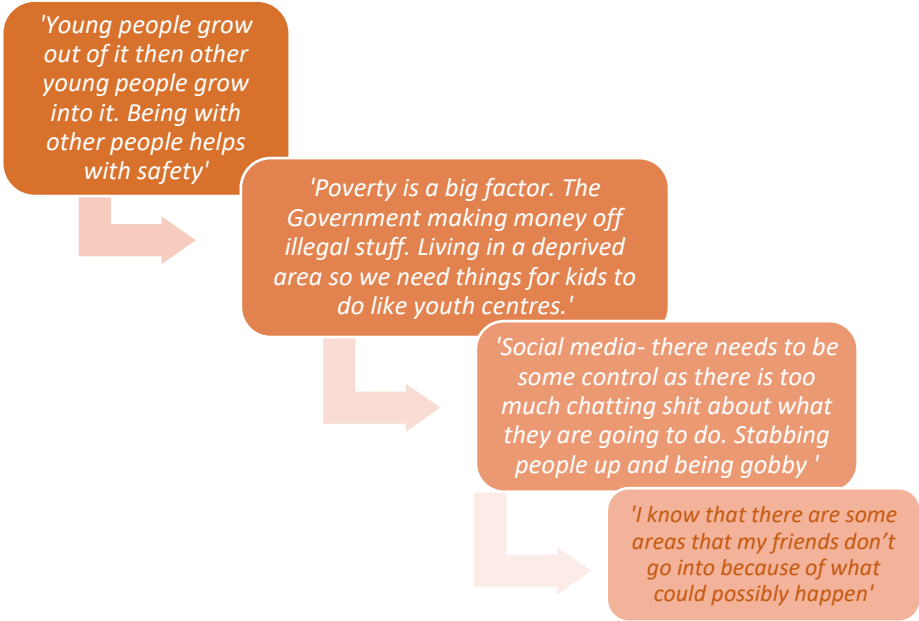 'Young people grow
out of it then other
young people grow
into it. Being with
other people helps
with safety'
'Poverty is a big factor. The
Government making money off
illegal stuff. Living in a deprived
area so we need things for kids to
do like youth centres.'
'Social media- there needs to be
some control as there is too
much chatting shit about what
they are going to do. Stabbing
people up and being gobby '
'I know that there are some
areas that my friends don’t
go into because of what
could possibly happen'